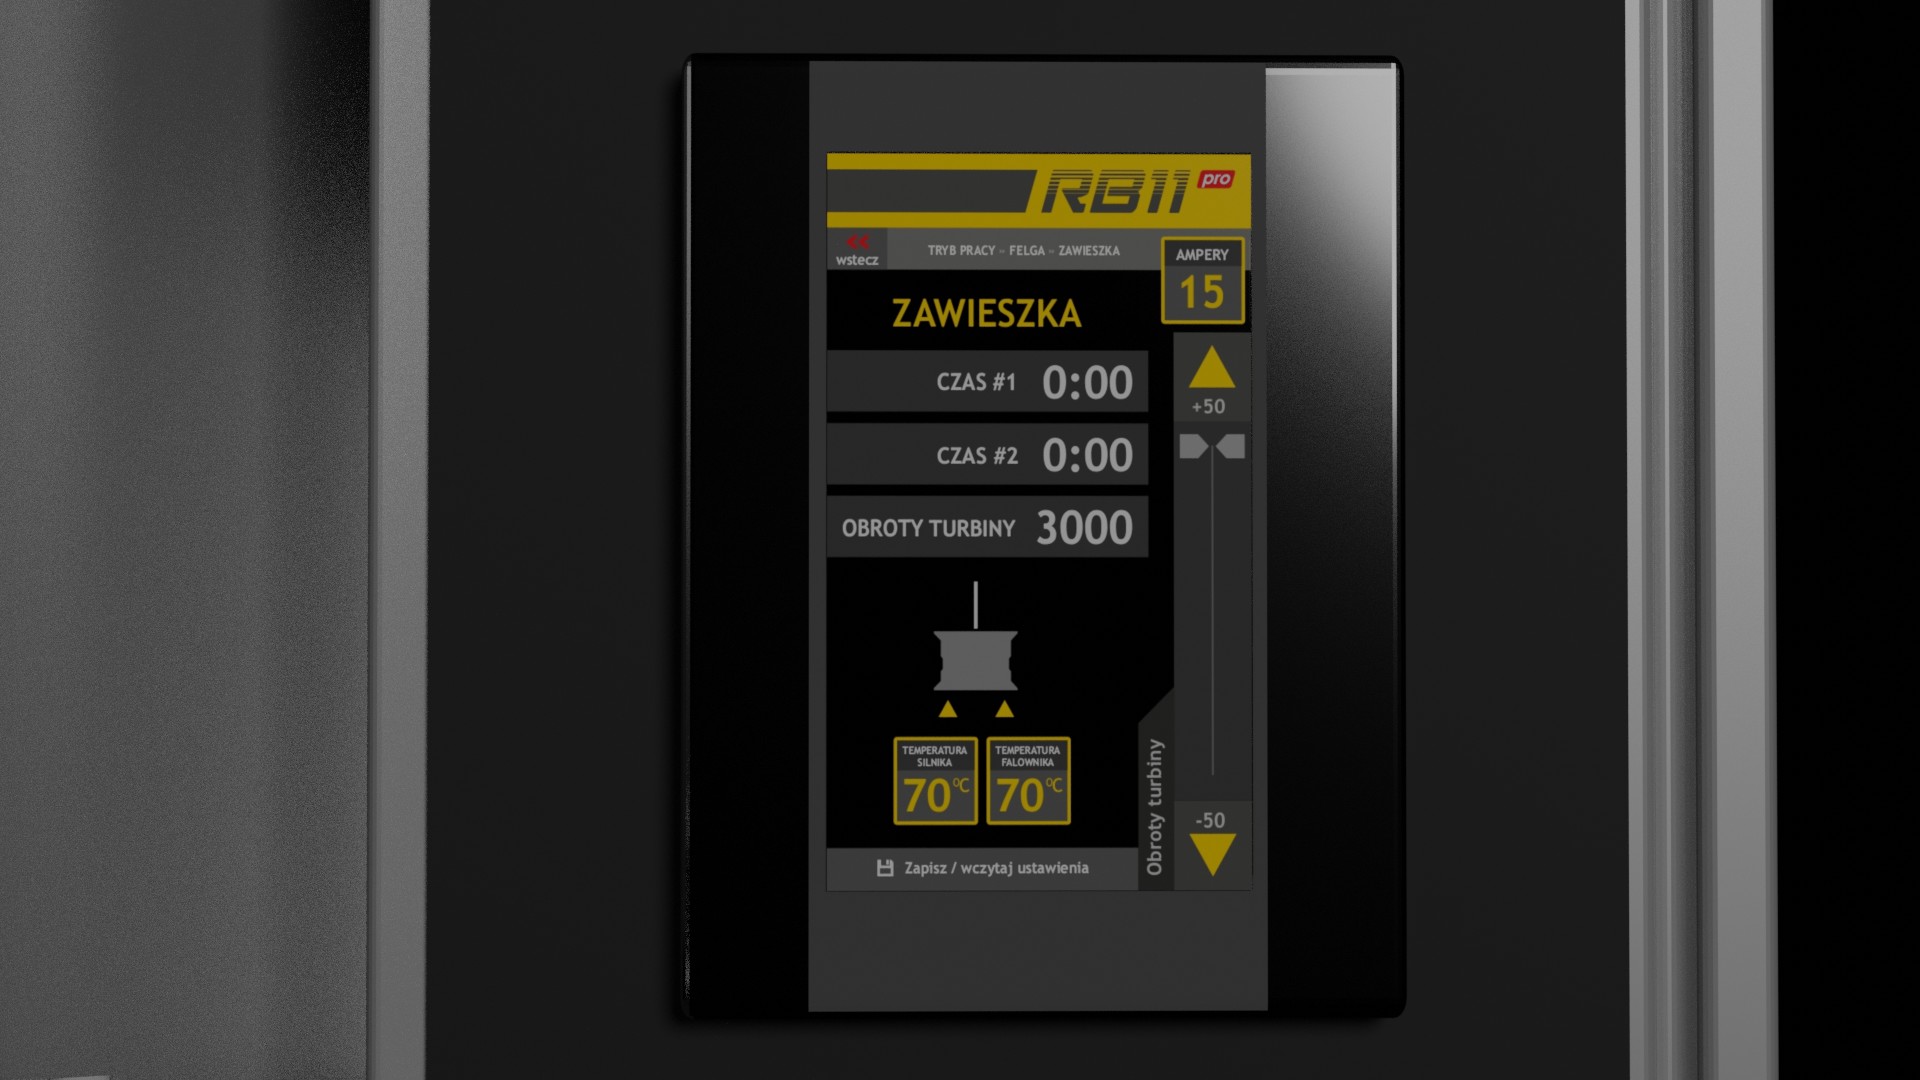 RB11 pro
wstecz
TRYB PRACY - FELGA - ZAWIESZKA
AMPERY
15
ZAWIESZKA
CZAS #1 0:00
CZAS #2 0:00
OBROTY TURBINY 3000
+50
TEMPERATURA
SILNIKA
70°C
TEMPERATURA
FALOWNIKA
70°C
Obroty turbiny
-50
Zapisz / wczytaj ustawienia